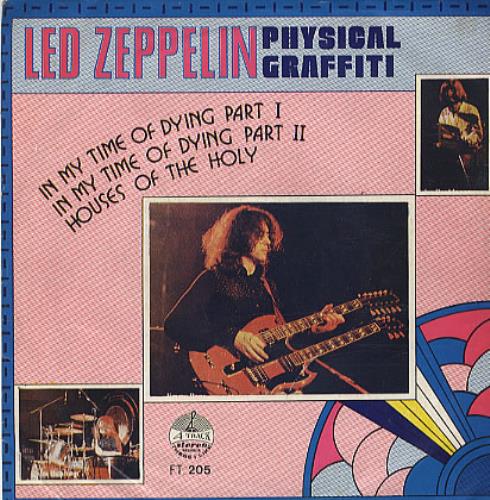 LED ZEPPELIN PHYSICAL GRAFFITI
IN MY TIME OF DYING PART I
IN MY TIME OF DYING PART II
HOUSES OF THE HOLY
4 TRACK
stereo
FT 205